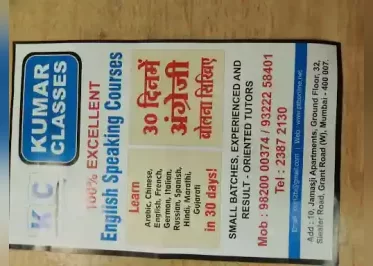 KUMAR
CLASSES
K C
100% EXCELLENT
English Speaking Courses
Learn
Arabic, Chinese,
English, French,
German, Italian,
Russian, Spanish,
Hindi, Marathi,
Gujarati
in 30 days!
30 दिनमें
अंग्रेजी
बोलना सिखिए
SMALL BATCHES, EXPERIENCED AND
RESULT - ORIENTED TUTORS
Mob : 98200 00374 / 93222 58401
Tel : 2387 2130
Add : 10, Jamasji Apartments, Ground Floor, 32,
Sleater Road, Grant Road (W), Mumbai - 400 007.